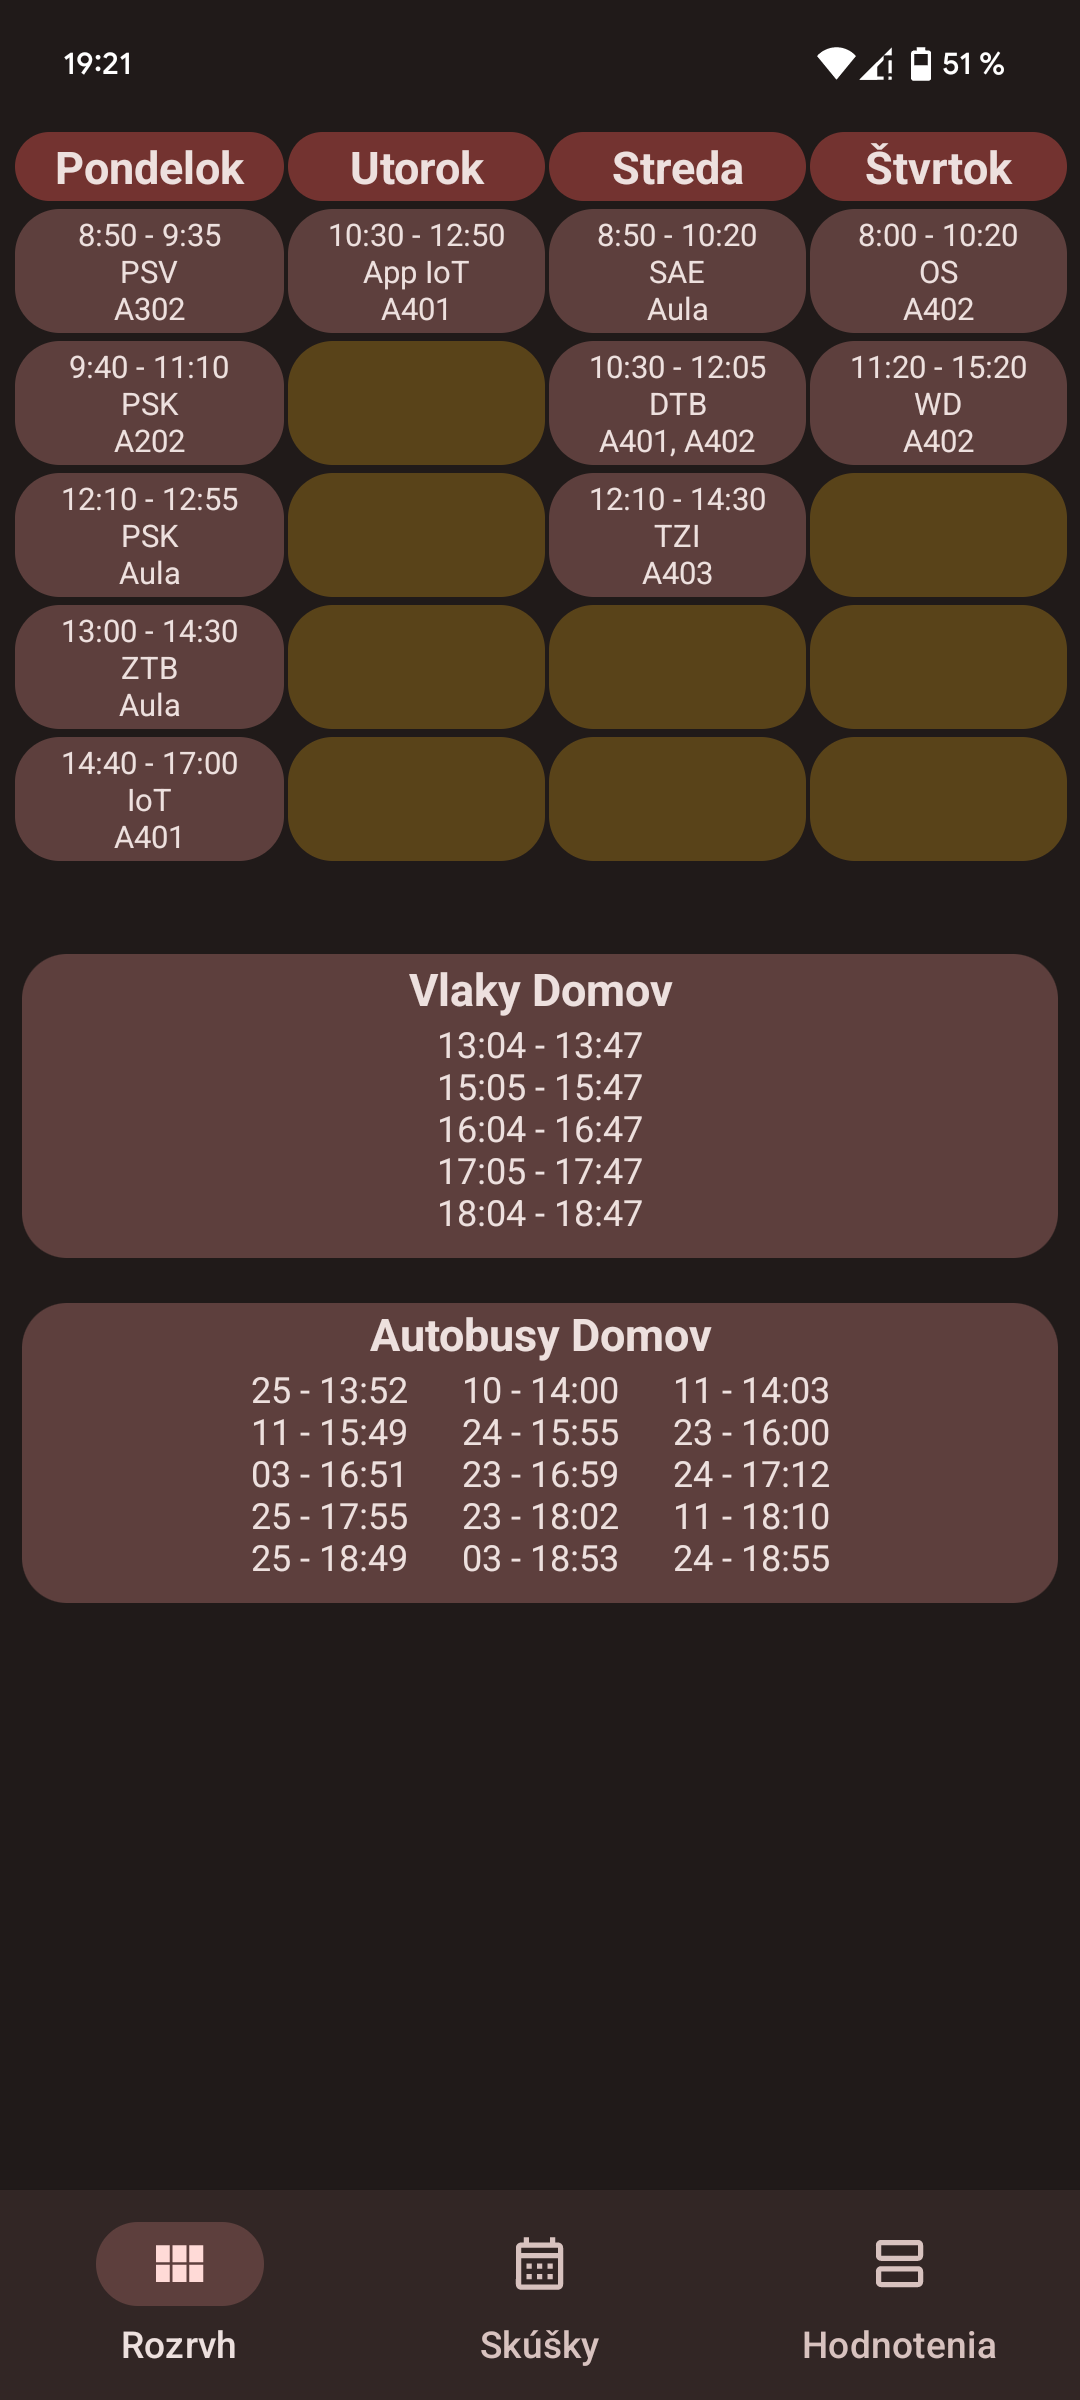 19:21
51 %
Pondelok Utorok Streda Štvrtok
8:50 - 9:35 10:30 - 12:50 8:50 - 10:20 8:00 - 10:20
PSV App IoT SAE OS
A302 A401 Aula A402
9:40 - 11:10 10:30 - 12:05 11:20 - 15:20
PSK DTB WD
A202 A401, A402 A402
12:10 - 12:55 12:10 - 14:30
PSK TZI
Aula A403
13:00 - 14:30
ZTB
Aula
14:40 - 17:00
IoT
A401
Vlaky Domov
13:04 - 13:47
15:05 - 15:47
16:04 - 16:47
17:05 - 17:47
18:04 - 18:47
Autobusy Domov
25 - 13:52 10 - 14:00 11 - 14:03
11 - 15:49 24 - 15:55 23 - 16:00
03 - 16:51 23 - 16:59 24 - 17:12
25 - 17:55 23 - 18:02 11 - 18:10
25 - 18:49 03 - 18:53 24 - 18:55
Rozrvh Skúšky Hodnotenia